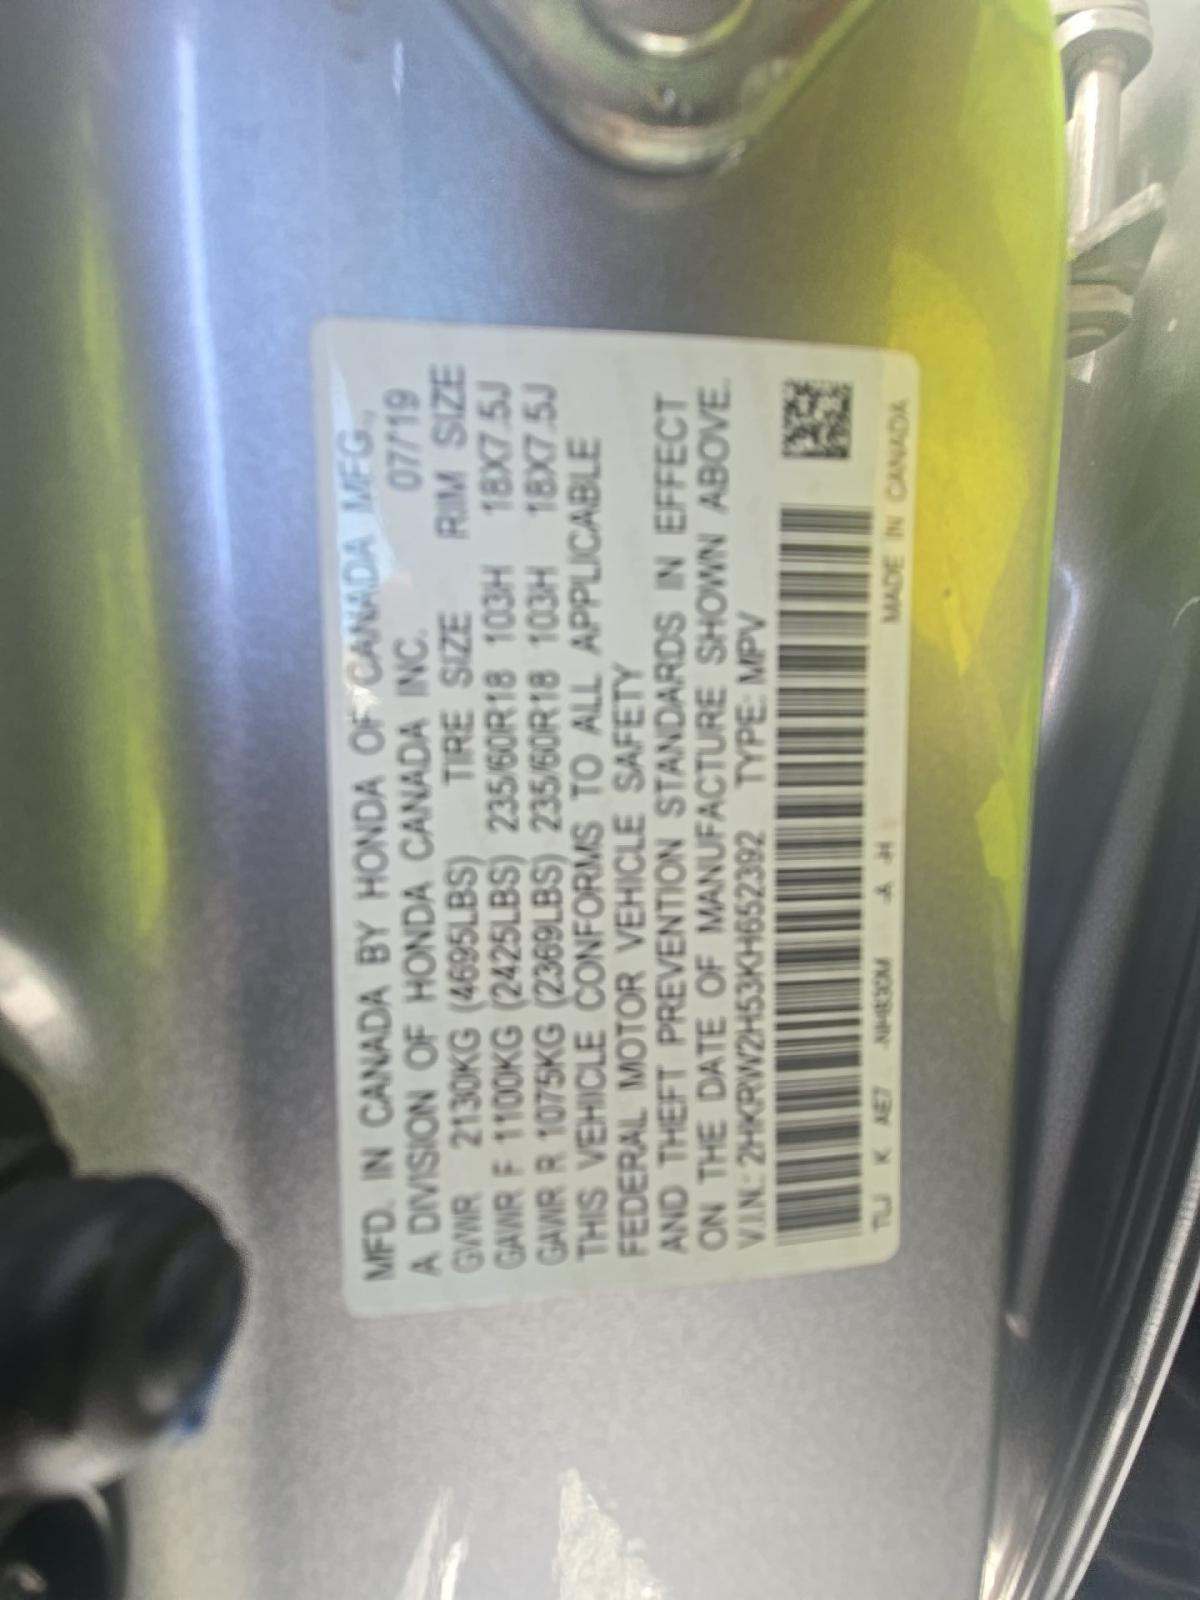 MFD. IN CANADA BY HONDA OF CANADA MFG.,
A DIVISION OF HONDA CANADA INC. 07/19
GVWR 2130KG (4695LBS) TIRE SIZE RIM SIZE
GAWR F 1100KG (2425LBS) 235/60R18 103H 18X7.5J
GAWR R 1075KG (2369LBS) 235/60R18 103H 18X7.5J
THIS VEHICLE CONFORMS TO ALL APPLICABLE
FEDERAL MOTOR VEHICLE SAFETY
AND THEFT PREVENTION STANDARDS IN EFFECT
ON THE DATE OF MANUFACTURE SHOWN ABOVE.
V.I.N.: 2HKRW2H53KH652392 TYPE: MPV
K AE7 NH830M A H MADE IN CANADA